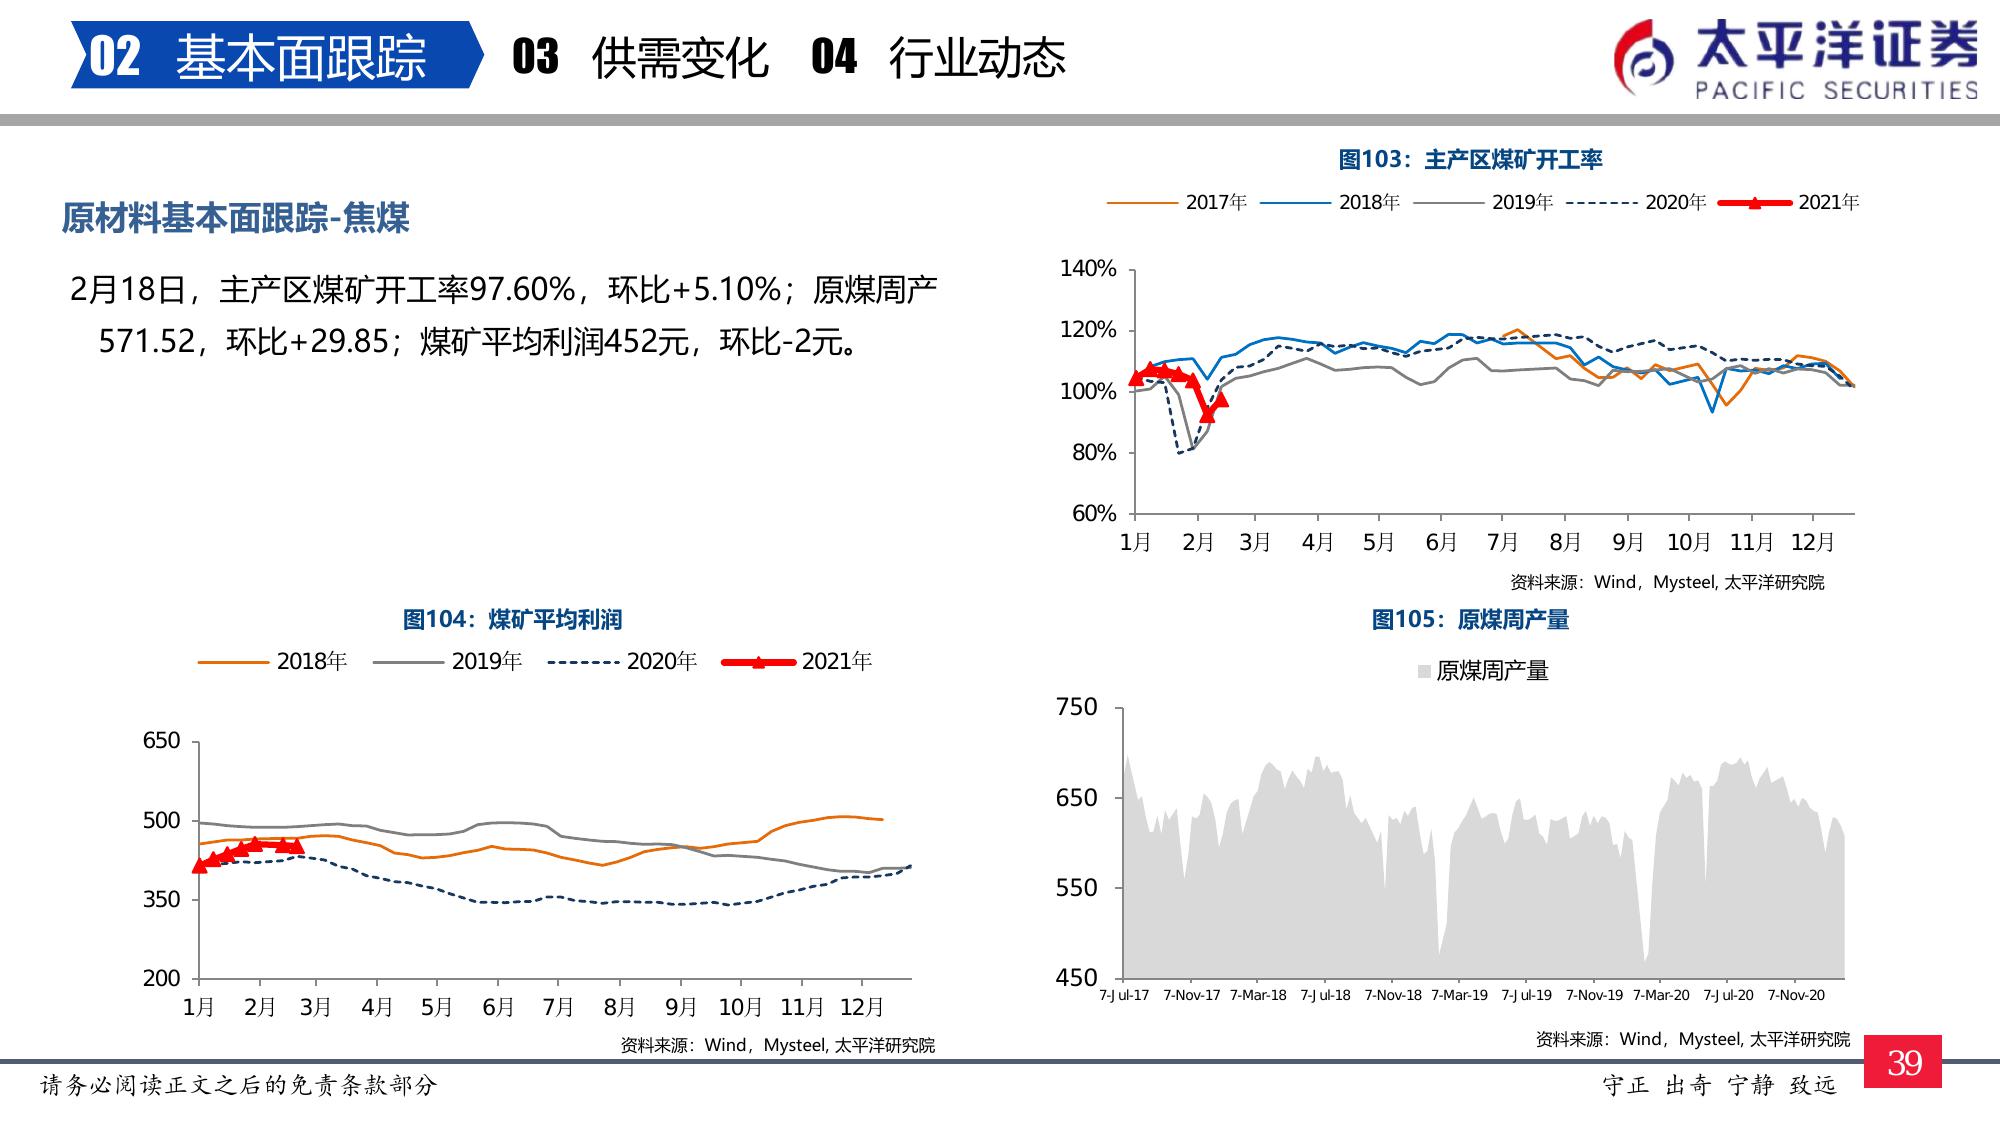 02 基本面跟踪 03 供需变化 04 行业动态
太平洋证券
PACIFIC SECURITIES
原材料基本面跟踪-焦煤
2月18日，主产区煤矿开工率97.60%，环比+5.10%；原煤周产
571.52，环比+29.85；煤矿平均利润452元，环比-2元。
图103：主产区煤矿开工率
2017年 2018年 2019年 2020年 2021年
140%
120%
100%
80%
60%
1月 2月 3月 4月 5月 6月 7月 8月 9月 10月 11月 12月
资料来源：Wind，Mysteel, 太平洋研究院
图104：煤矿平均利润
2018年 2019年 2020年 2021年
650
500
350
200
1月 2月 3月 4月 5月 6月 7月 8月 9月 10月 11月 12月
资料来源：Wind，Mysteel, 太平洋研究院
图105：原煤周产量
原煤周产量
750
650
550
450
7-Jul-17 7-Nov-17 7-Mar-18 7-Jul-18 7-Nov-18 7-Mar-19 7-Jul-19 7-Nov-19 7-Mar-20 7-Jul-20 7-Nov-20
资料来源：Wind，Mysteel, 太平洋研究院
请务必阅读正文之后的免责条款部分
守正 出奇 宁静 致远
39